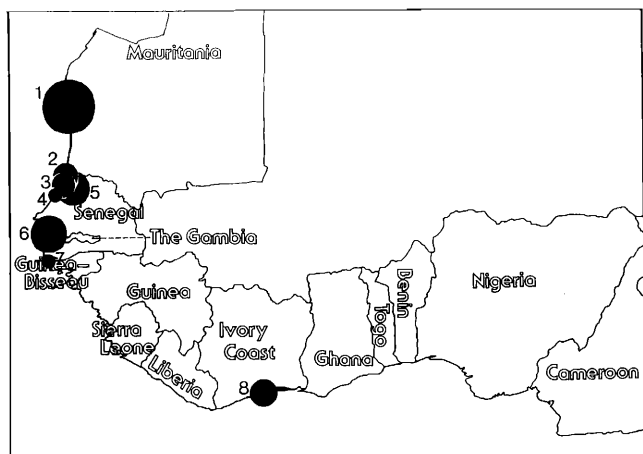 Mauritania
1
2
3
4
5
Senegal
6
The Gambia
7
Guinea-
Bissau
Guinea
Sierra
Leone
Liberia
Ivory
Coast
8
Ghana
Togo
Benin
Nigeria
Cameroon